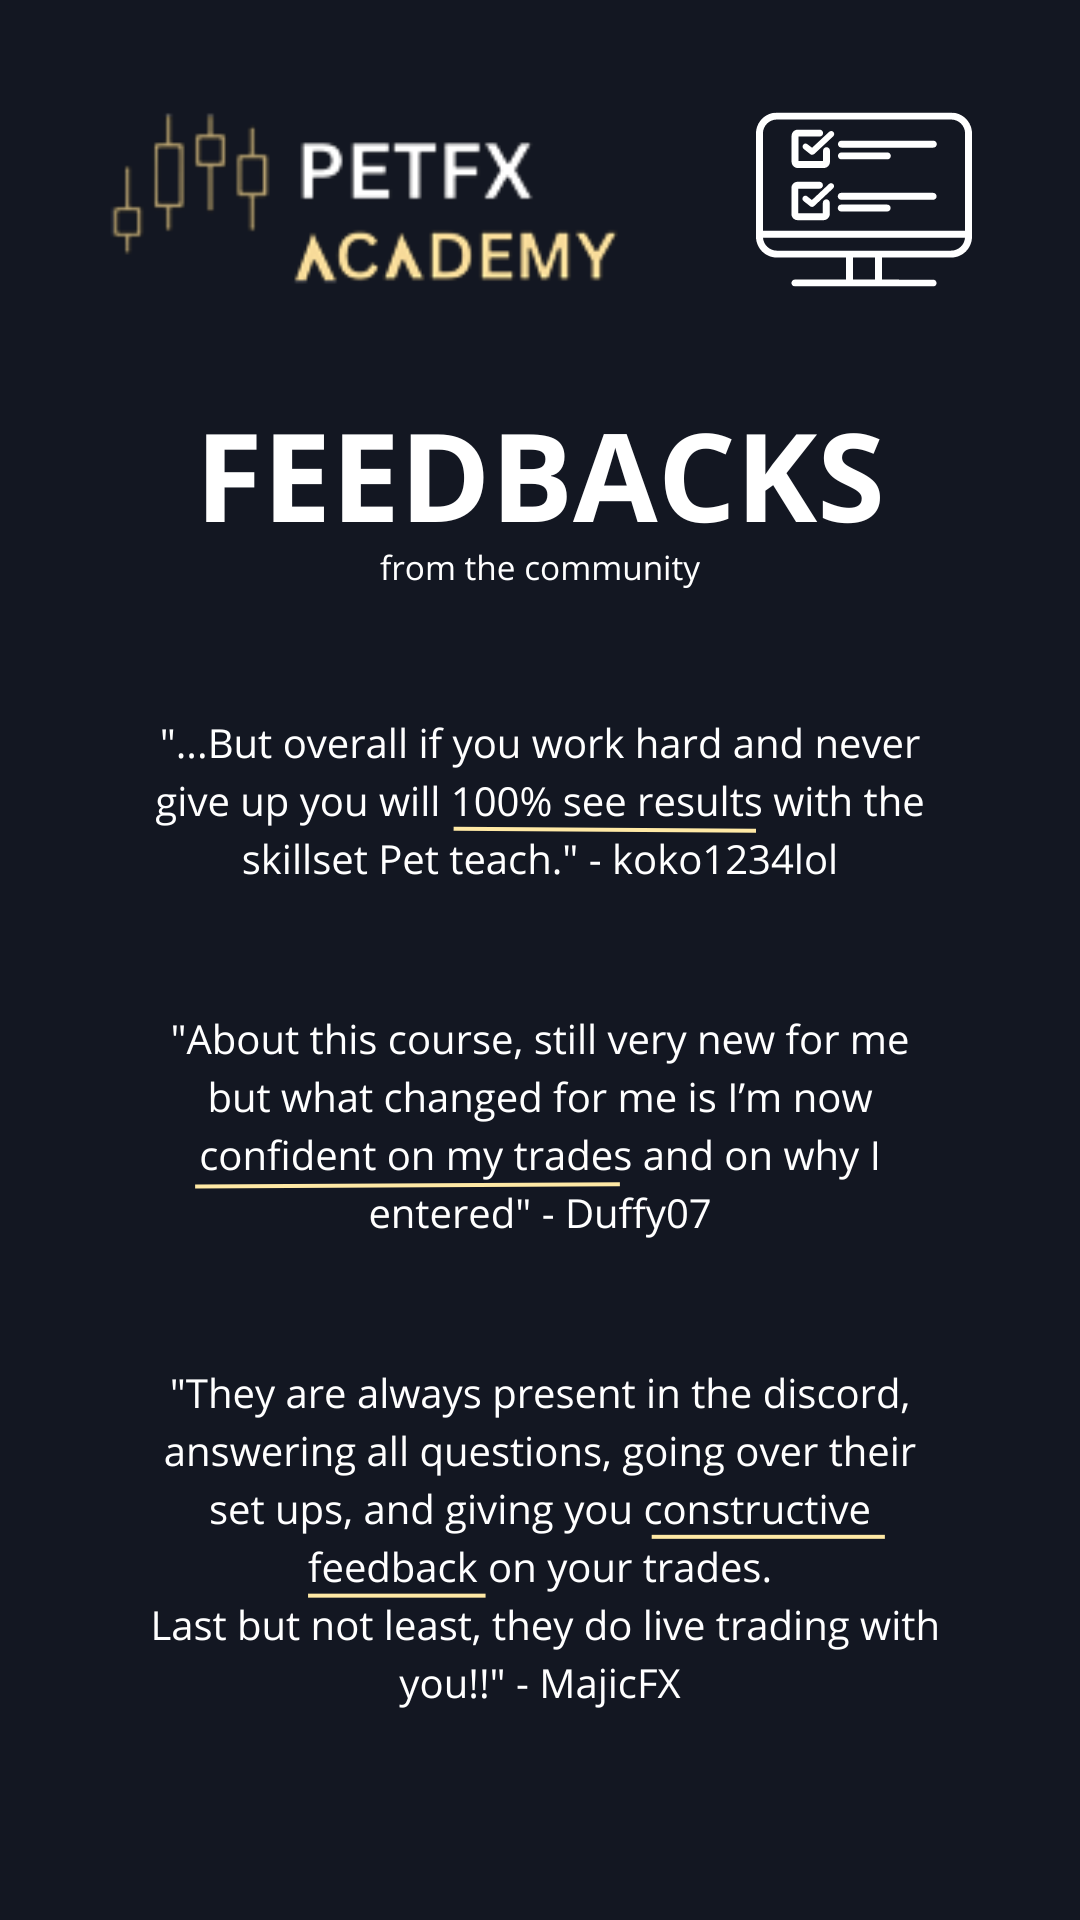 PETFX
ACADEMY
FEEDBACKS
from the community
"...But overall if you work hard and never
give up you will 100% see results with the
skillset Pet teach." - koko1234lol
"About this course, still very new for me
but what changed for me is I’m now
confident on my trades and on why I
entered" - Duffy07
"They are always present in the discord,
answering all questions, going over their
set ups, and giving you constructive
feedback on your trades.
Last but not least, they do live trading with
you!!" - MajicFX